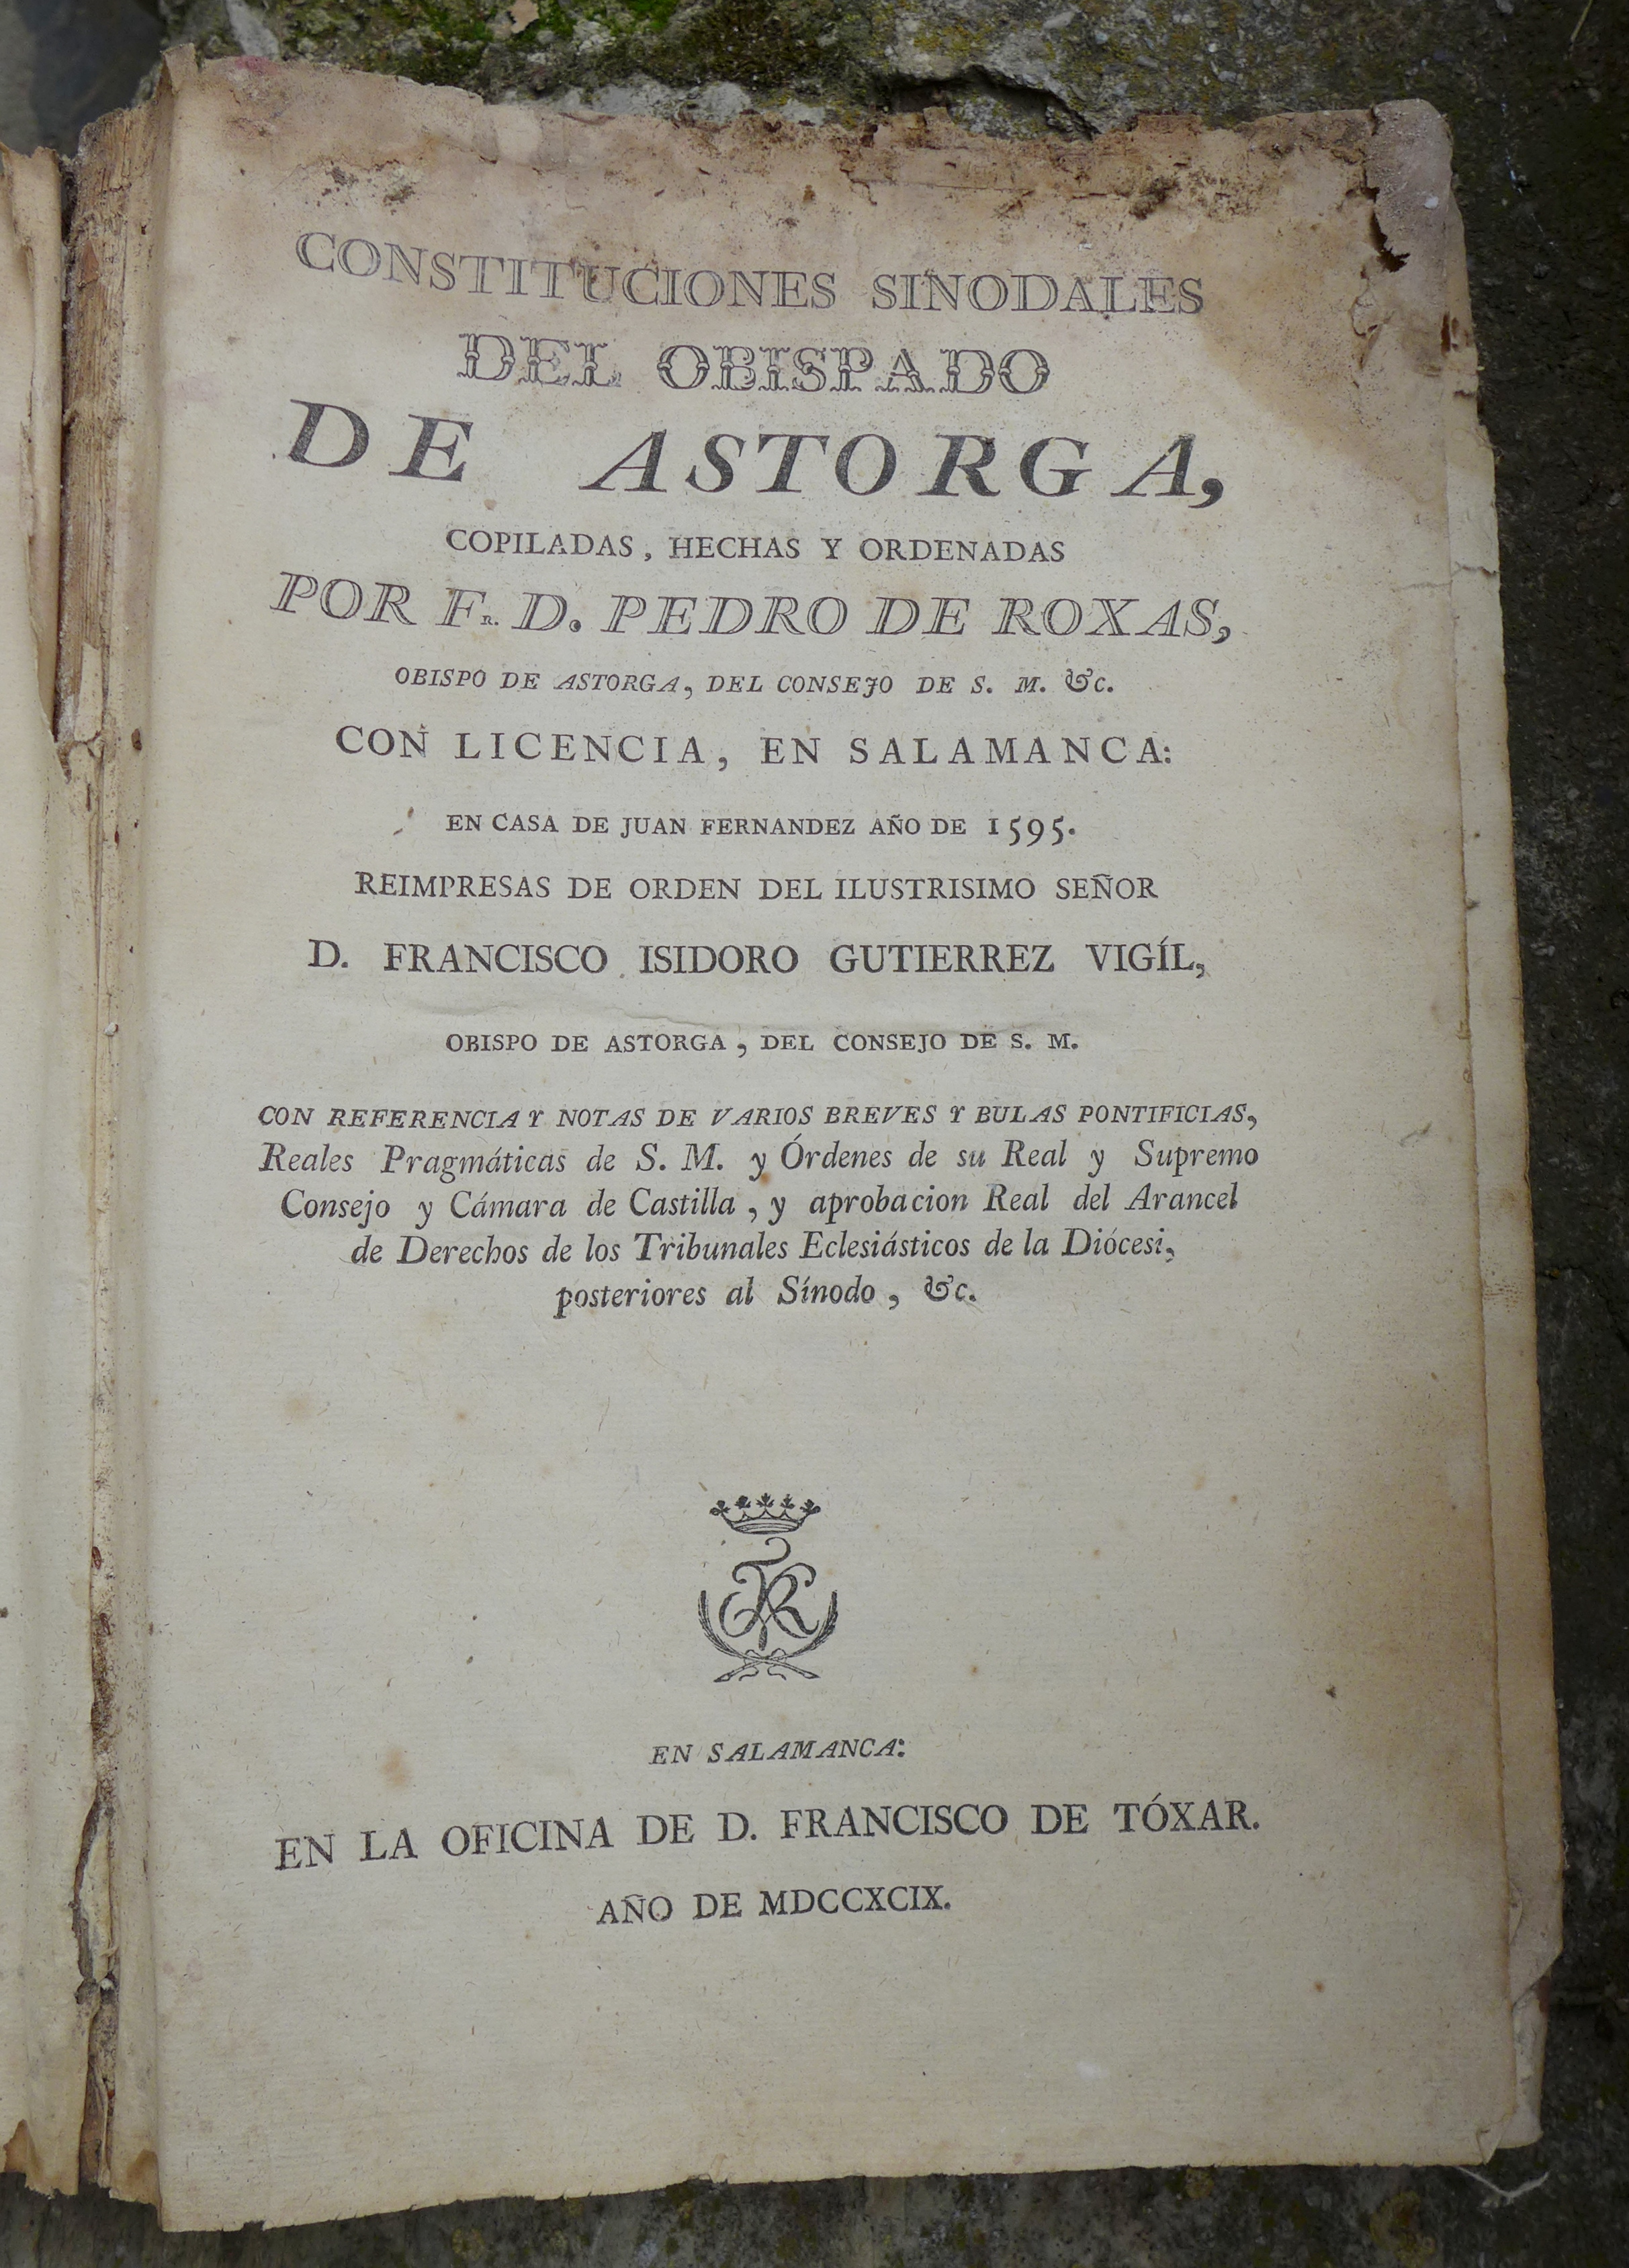 CONSTITUCIONES SINODALES
DEL OBISPADO
DE ASTORGA,
COPILADAS, HECHAS Y ORDENADAS
POR FR. D. PEDRO DE ROXAS,
OBISPO DE ASTORGA, DEL CONSEJO DE S. M. &c.
CON LICENCIA, EN SALAMANCA:
EN CASA DE JUAN FERNANDEZ AÑO DE 1595.
REIMPRESAS DE ORDEN DEL ILUSTRISIMO SEÑOR
D. FRANCISCO ISIDORO GUTIERREZ VIGÍL,
OBISPO DE ASTORGA, DEL CONSEJO DE S. M.
CON REFERENCIA Y NOTAS DE VARIOS BREVES Y BULAS PONTIFICIAS,
Reales Pragmáticas de S. M. y Órdenes de su Real y Supremo
Consejo y Cámara de Castilla, y aprobacion Real del Arancel
de Derechos de los Tribunales Eclesiásticos de la Diócesi,
posteriores al Sínodo, &c.
EN SALAMANCA:
EN LA OFICINA DE D. FRANCISCO DE TÓXAR.
AÑO DE MDCCXCIX.